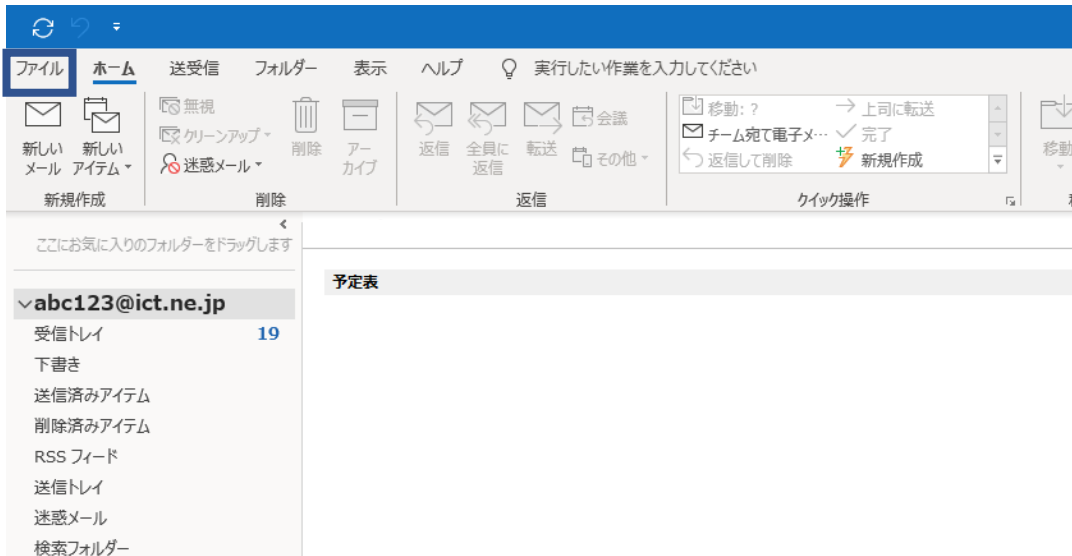 ファイル ホーム 送受信 フォルダー 表示 ヘルプ 実行したい作業を入力してください
新しい
メール
新しい
アイテム
新規作成
無視
クリーンアップ
迷惑メール
削除
アー
カイブ
削除
返信
全員に
返信
転送
会議
その他
返信
移動: ?
チーム宛て電子メ…
返信して削除
上司に転送
完了
新規作成
クイック操作
移動
ここにお気に入りのフォルダーをドラッグします
abc123@ict.ne.jp
受信トレイ 19
下書き
送信済みアイテム
削除済みアイテム
RSS フィード
送信トレイ
迷惑メール
検索フォルダー
予定表